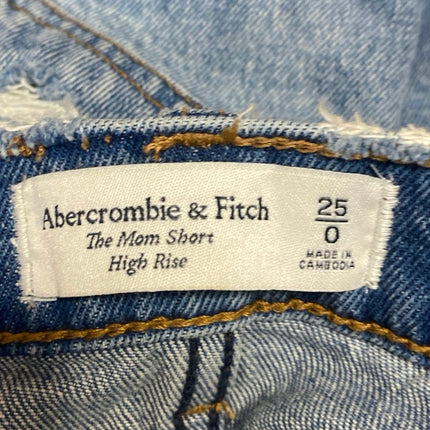 Abercrombie & Fitch
The Mom Short
High Rise
25
0
MADE IN
CAMBODIA